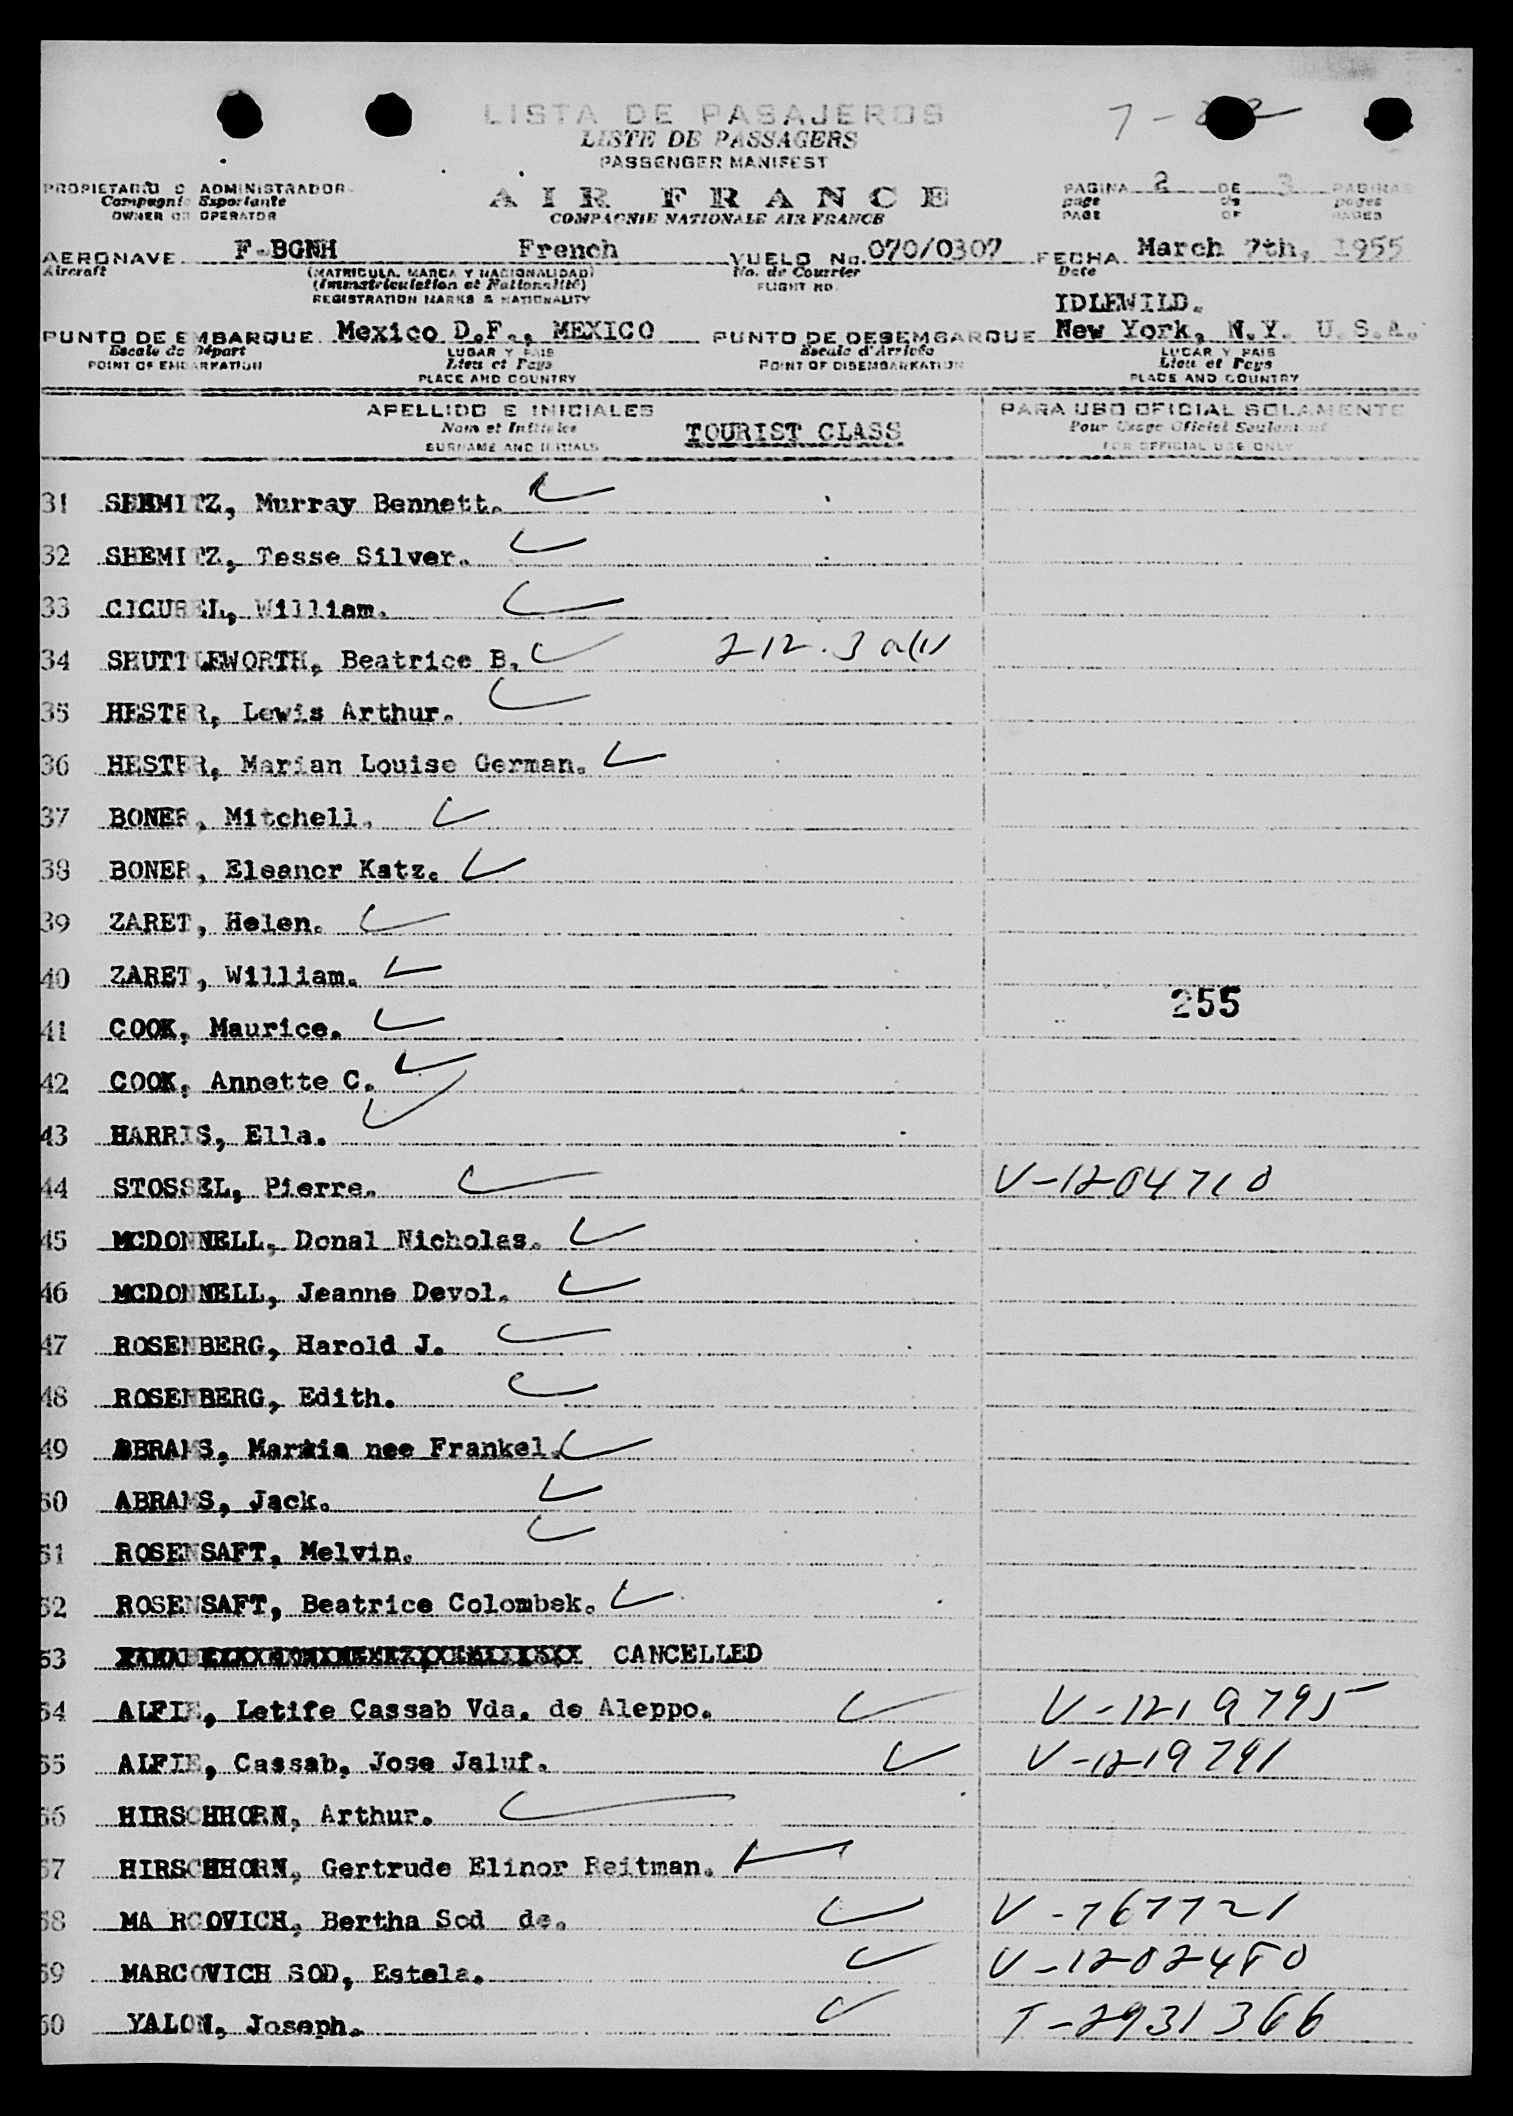 LISTA DE PASAJEROS
LISTE DE PASSAGERS
PASSENGER MANIFEST
PROPIETARIO O ADMINISTRADOR
Compagnie Exportante
OWNER OR OPERATOR
AIR FRANCE
COMPAGNIE NATIONALE AIR FRANCE
PAGINA 2 DE 3 PAGINAS
page de pages
PAGE OF PAGES
AERONAVE F-BGNH French VUELO No. 070/0307 FECHA March 7th, 1955
Aircraft (MATRICULA, MARCA Y NACIONALIDAD) No. de Courrier Date
(Immatriculation et Nationalité) FLIGHT NO.
REGISTRATION MARKS & NATIONALITY
IDLEWILD.
PUNTO DE EMBARQUE Mexico D.F., MEXICO PUNTO DE DESEMBARQUE New York, N.Y. U.S.A.
Escale de Départ LUGAR Y PAIS Escale d'Arrivée LUGAR Y PAIS
POINT OF EMBARKATION Lieu et Pays POINT OF DISEMBARKATION Lieu et Pays
PLACE AND COUNTRY PLACE AND COUNTRY
APELLIDO E INICIALES PARA USO OFICIAL SOLAMENTE
Nom et Initiales TOURIST CLASS Pour Usage Officiel Seulement
SURNAME AND INITIALS FOR OFFICIAL USE ONLY
31 SHEMITZ, Murray Bennett.
32 SHEMITZ, Tesse Silver.
33 CICUREL, William.
34 SHUTTLEWORTH, Beatrice B. 212.3
35 HESTER, Lewis Arthur.
36 HESTER, Marian Louise German.
37 BONER, Mitchell.
38 BONER, Eleanor Katz.
39 ZARET, Helen.
40 ZARET, William.
255
41 COOK, Maurice.
42 COOK, Annette C.
43 HARRIS, Ella.
44 STOSSEL, Pierre. V-1204710
45 MCDONNELL, Donal Nicholas.
46 MCDONNELL, Jeanne Devol.
47 ROSENBERG, Harold J.
48 ROSENBERG, Edith.
49 ABRAMS, Marxia nee Frankel.
50 ABRAMS, Jack.
51 ROSENSAFT, Melvin.
52 ROSENSAFT, Beatrice Colombek.
53 CANCELLED
54 ALFIE, Letife Cassab Vda. de Aleppo. V-1219795
55 ALFIE, Cassab, Jose Jaluf. V-1219791
56 HIRSCHHORN, Arthur.
57 HIRSCHHORN, Gertrude Elinor Reitman.
58 MARCOVICH, Bertha Sod de. V-767721
59 MARCOVICH SOD, Estela. V-1202480
60 YALON, Joseph. T-2931366